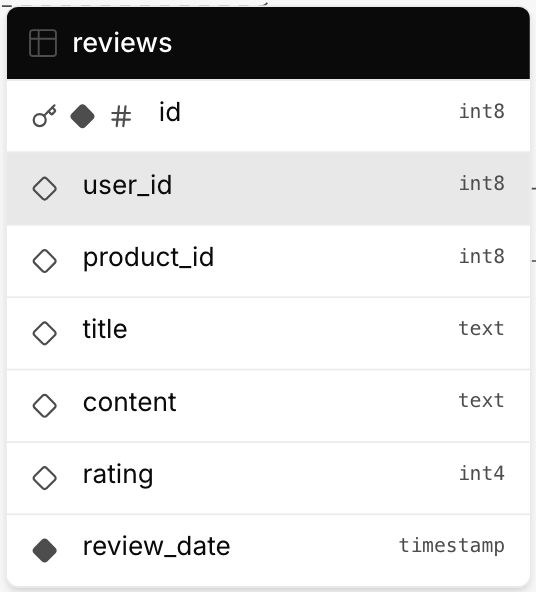 reviews
# id int8
user_id int8
product_id int8
title text
content text
rating int4
review_date timestamp